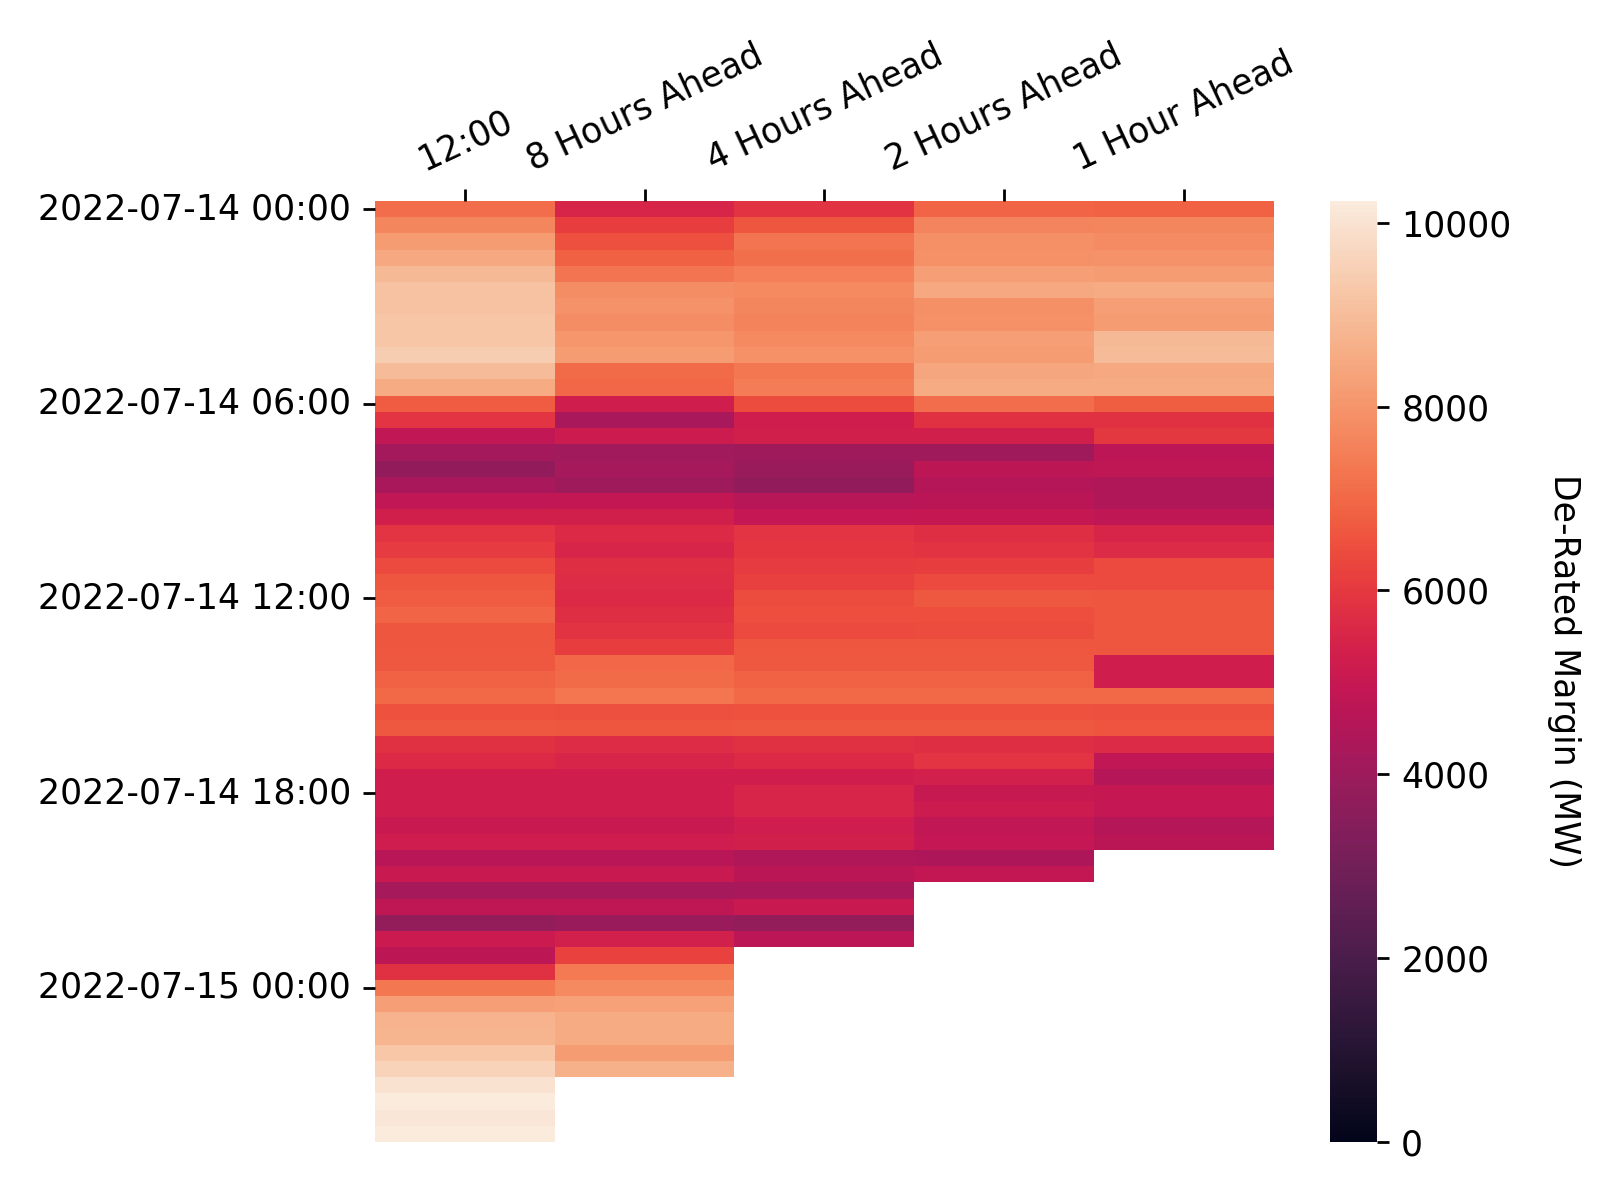 12:00
8 Hours Ahead
4 Hours Ahead
2 Hours Ahead
1 Hour Ahead
2022-07-14 00:00
2022-07-14 06:00
2022-07-14 12:00
2022-07-14 18:00
2022-07-15 00:00
10000
8000
6000
4000
2000
0
De-Rated Margin (MW)